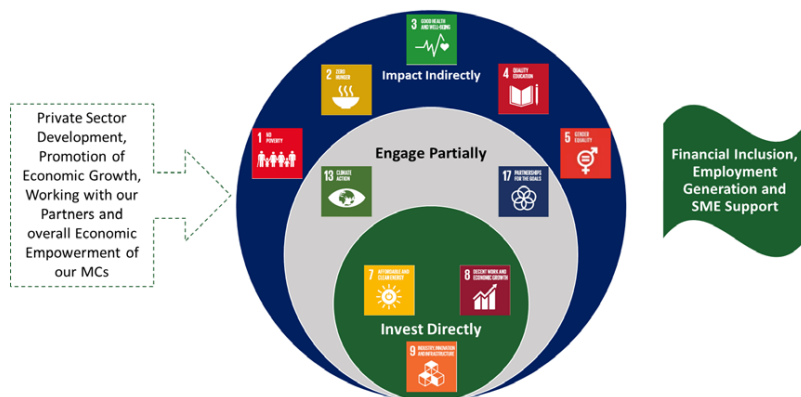 Private Sector
Development,
Promotion of
Economic Growth,
Working with our
Partners and
overall Economic
Empowerment of
our MCs
3 GOOD HEALTH
AND WELL-BEING
Impact Indirectly
2 ZERO
HUNGER
4 QUALITY
EDUCATION
1 NO
POVERTY
5 GENDER
EQUALITY
Engage Partially
13 CLIMATE
ACTION
17 PARTNERSHIPS
FOR THE GOALS
7 AFFORDABLE AND
CLEAN ENERGY
8 DECENT WORK AND
ECONOMIC GROWTH
Invest Directly
9 INDUSTRY, INNOVATION
AND INFRASTRUCTURE
Financial Inclusion,
Employment
Generation and
SME Support